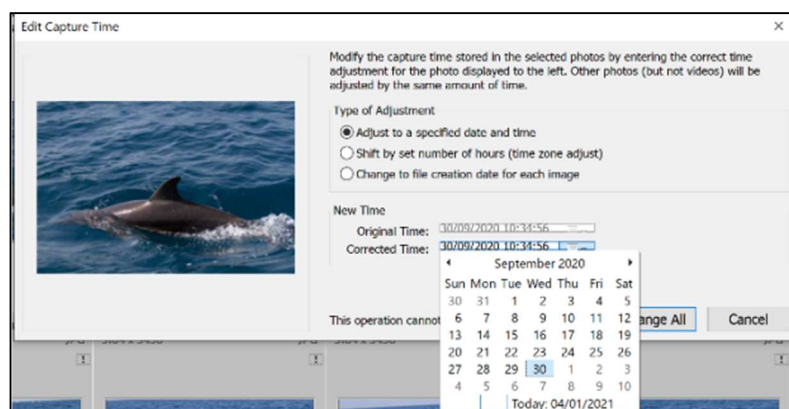 Edit Capture Time
Modify the capture time stored in the selected photos by entering the correct time
adjustment for the photo displayed to the left. Other photos (but not videos) will be
adjusted by the same amount of time.
Type of Adjustment
Adjust to a specified date and time
Shift by set number of hours (time zone adjust)
Change to file creation date for each image
New Time
Original Time: 30/09/2020 10:34:56
Corrected Time: 30/09/2020 10:34:56
September 2020
Sun Mon Tue Wed Thu Fri Sat
30 31 1 2 3 4 5
6 7 8 9 10 11 12
13 14 15 16 17 18 19
20 21 22 23 24 25 26
27 28 29 30 1 2 3
4 5 6 7 8 9 10
Today: 04/01/2021
This operation cannot
ange All
Cancel